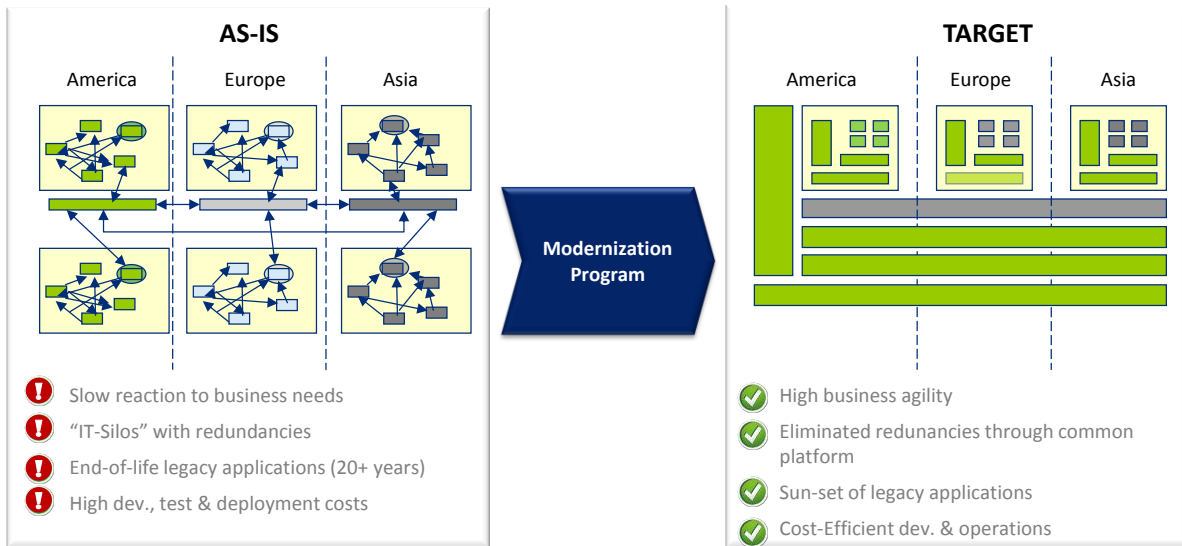 AS-IS
America Europe Asia
Slow reaction to business needs
“IT-Silos” with redundancies
End-of-life legacy applications (20+ years)
High dev., test & deployment costs
Modernization
Program
TARGET
America Europe Asia
High business agility
Eliminated redunancies through common
platform
Sun-set of legacy applications
Cost-Efficient dev. & operations